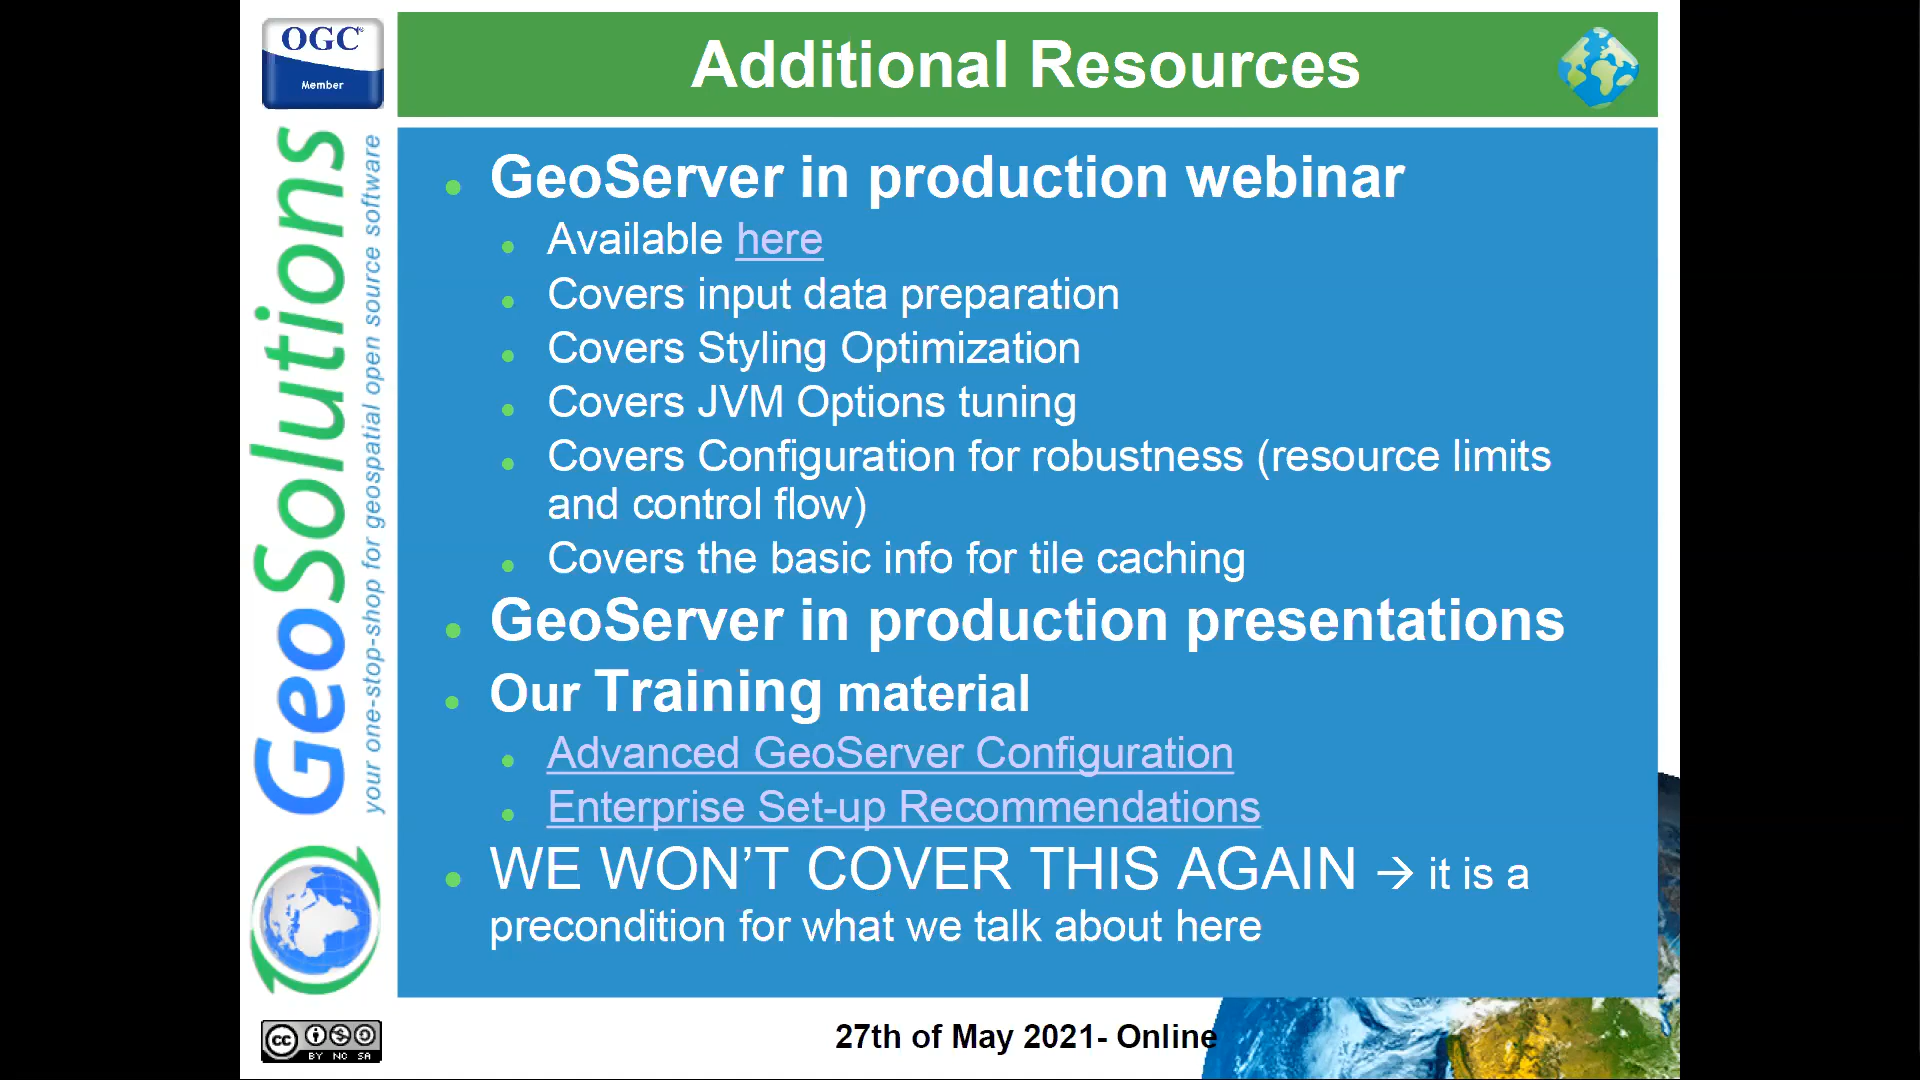 OGC®
Member
Additional Resources
GeoSolutions
your one-stop-shop for geospatial open source software
• GeoServer in production webinar
• Available here
• Covers input data preparation
• Covers Styling Optimization
• Covers JVM Options tuning
• Covers Configuration for robustness (resource limits
and control flow)
• Covers the basic info for tile caching
• GeoServer in production presentations
• Our Training material
• Advanced GeoServer Configuration
• Enterprise Set-up Recommendations
• WE WON’T COVER THIS AGAIN → it is a
precondition for what we talk about here
cc
BY NC SA
27th of May 2021- Online